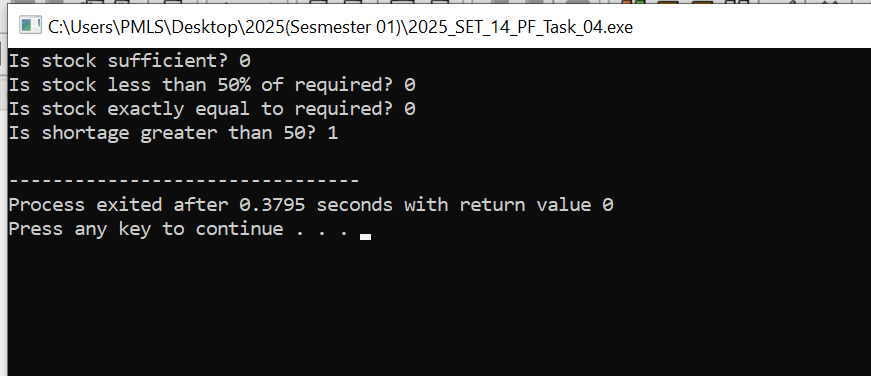 C:\Users\PMLS\Desktop\2025(Sesmester 01)\2025_SET_14_PF_Task_04.exe
Is stock sufficient? 0
Is stock less than 50% of required? 0
Is stock exactly equal to required? 0
Is shortage greater than 50? 1
--------------------------------
Process exited after 0.3795 seconds with return value 0
Press any key to continue . . .